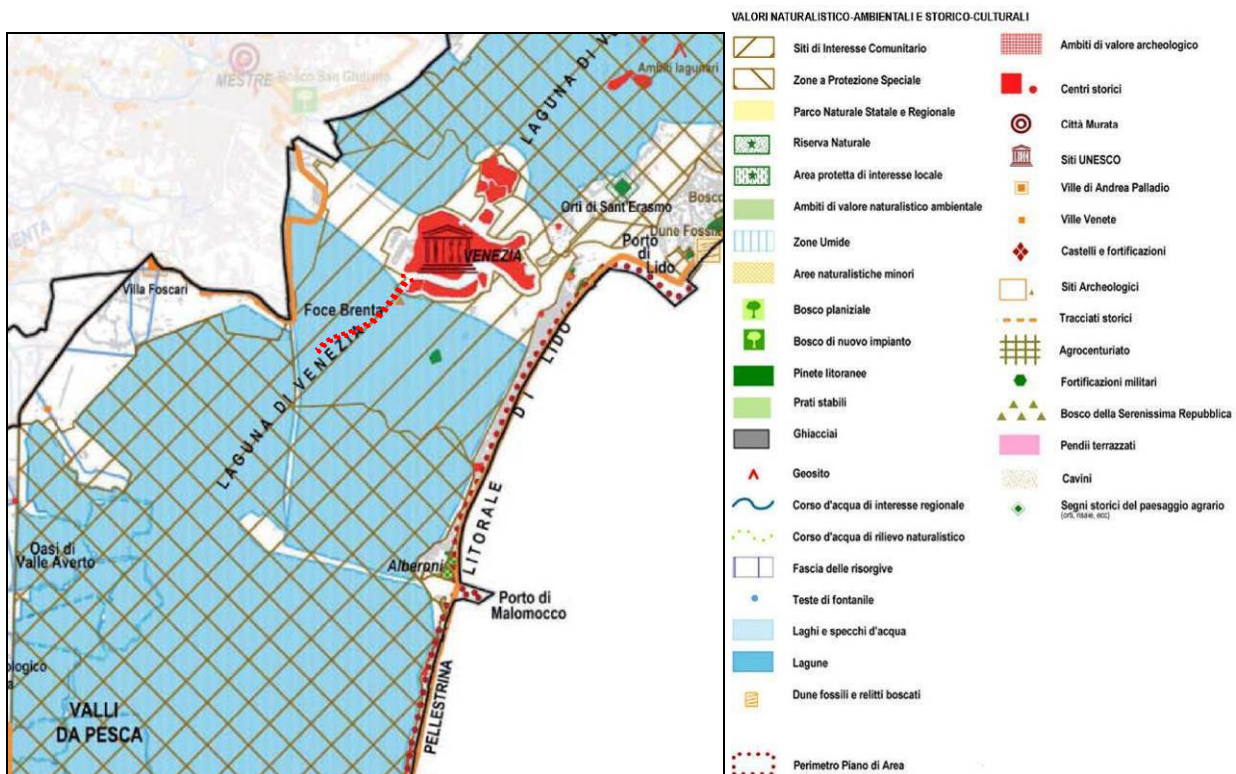 VALORI NATURALISTICO-AMBIENTALI E STORICO-CULTURALI
Siti di Interesse Comunitario
Zone a Protezione Speciale
Parco Naturale Statale e Regionale
Riserva Naturale
Area protetta di interesse locale
Ambiti di valore naturalistico ambientale
Zone Umide
Aree naturalistiche minori
Bosco planiziale
Bosco di nuovo impianto
Pinete litoranee
Prati stabili
Ghiacciai
Geosito
Corso d'acqua di interesse regionale
Corso d'acqua di rilievo naturalistico
Fascia delle risorgive
Teste di fontanile
Laghi e specchi d'acqua
Lagune
Dune fossili e relitti boscati
Perimetro Piano di Area
Ambiti di valore archeologico
Centri storici
Città Murata
Siti UNESCO
Ville di Andrea Palladio
Ville Venete
Castelli e fortificazioni
Siti Archeologici
Tracciati storici
Agrocenturiato
Fortificazioni militari
Bosco della Serenissima Repubblica
Pendii terrazzati
Cavini
Segni storici del paesaggio agrario
(orti, risaie, ecc)
MESTRE
Bosco San Giuliano
LAGUNA DI V
Ambiti lagunari
Orti di Sant'Erasmo
Bosco
Dune Fossili
Porto
di
Lido
VENEZIA
Villa Foscari
Foce Brenta
LAGUNA DI VENEZIA
LITORALE DI LIDO
Oasi di
Valle Averto
Alberoni
Porto di
Malomocco
ologico
a
VALLI
DA PESCA
PELLESTRINA